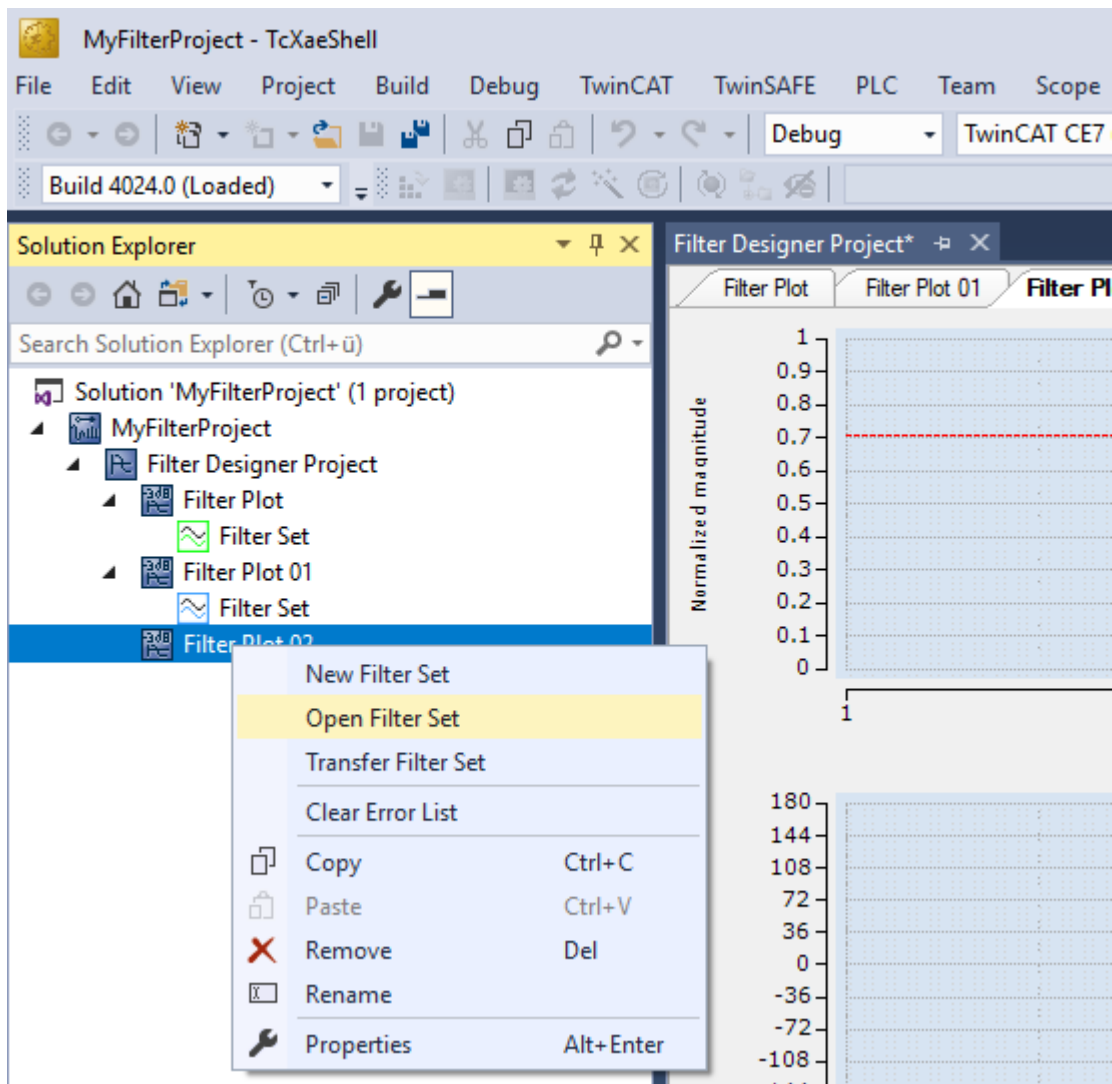 MyFilterProject - TcXaeShell
File Edit View Project Build Debug TwinCAT TwinSAFE PLC Team Scope
Debug TwinCAT CE7
Build 4024.0 (Loaded)
Solution Explorer
Search Solution Explorer (Ctrl+ü)
Solution 'MyFilterProject' (1 project)
MyFilterProject
Filter Designer Project
Filter Plot
Filter Set
Filter Plot 01
Filter Set
Filter Plot 02
New Filter Set
Open Filter Set
Transfer Filter Set
Clear Error List
Copy Ctrl+C
Paste Ctrl+V
Remove Del
Rename
Properties Alt+Enter
Filter Designer Project*
Filter Plot Filter Plot 01 Filter Pl
Normalized magnitude
1
0.9
0.8
0.7
0.6
0.5
0.4
0.3
0.2
0.1
0
1
180
144
108
72
36
0
-36
-72
-108